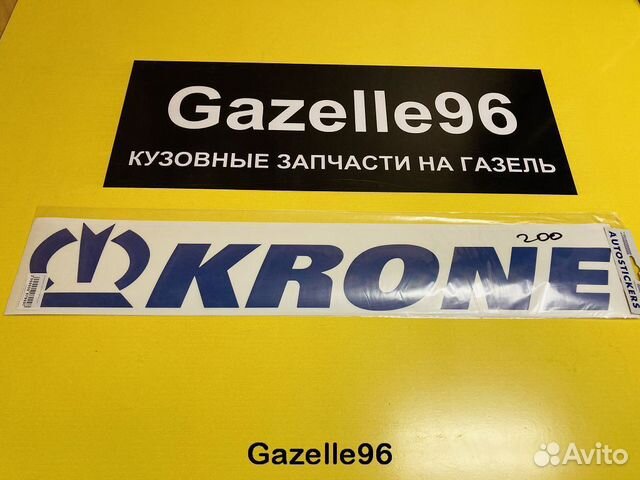 Gazelle96
КУЗОВНЫЕ ЗАПЧАСТИ НА ГАЗЕЛЬ
200
KRONE
AUTOSTICKERS
Gazelle96
Avito